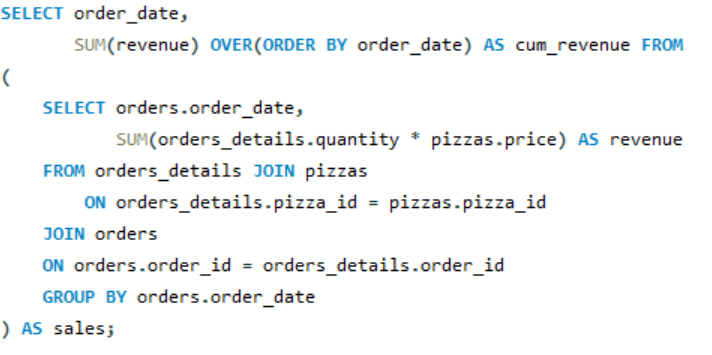 SELECT order_date,
SUM(revenue) OVER(ORDER BY order_date) AS cum_revenue FROM
(
SELECT orders.order_date,
SUM(orders_details.quantity * pizzas.price) AS revenue
FROM orders_details JOIN pizzas
ON orders_details.pizza_id = pizzas.pizza_id
JOIN orders
ON orders.order_id = orders_details.order_id
GROUP BY orders.order_date
) AS sales;